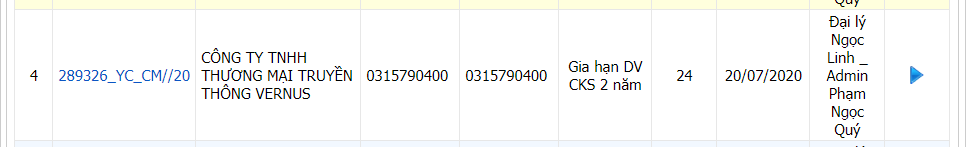 Quý
4
289326_YC_CM//20
CÔNG TY TNHH
THƯƠNG MẠI TRUYỀN
THÔNG VERNUS
0315790400
0315790400
Gia hạn DV
CKS 2 năm
24
20/07/2020
Đại lý
Ngọc
Linh _
Admin
Phạm
Ngọc
Quý